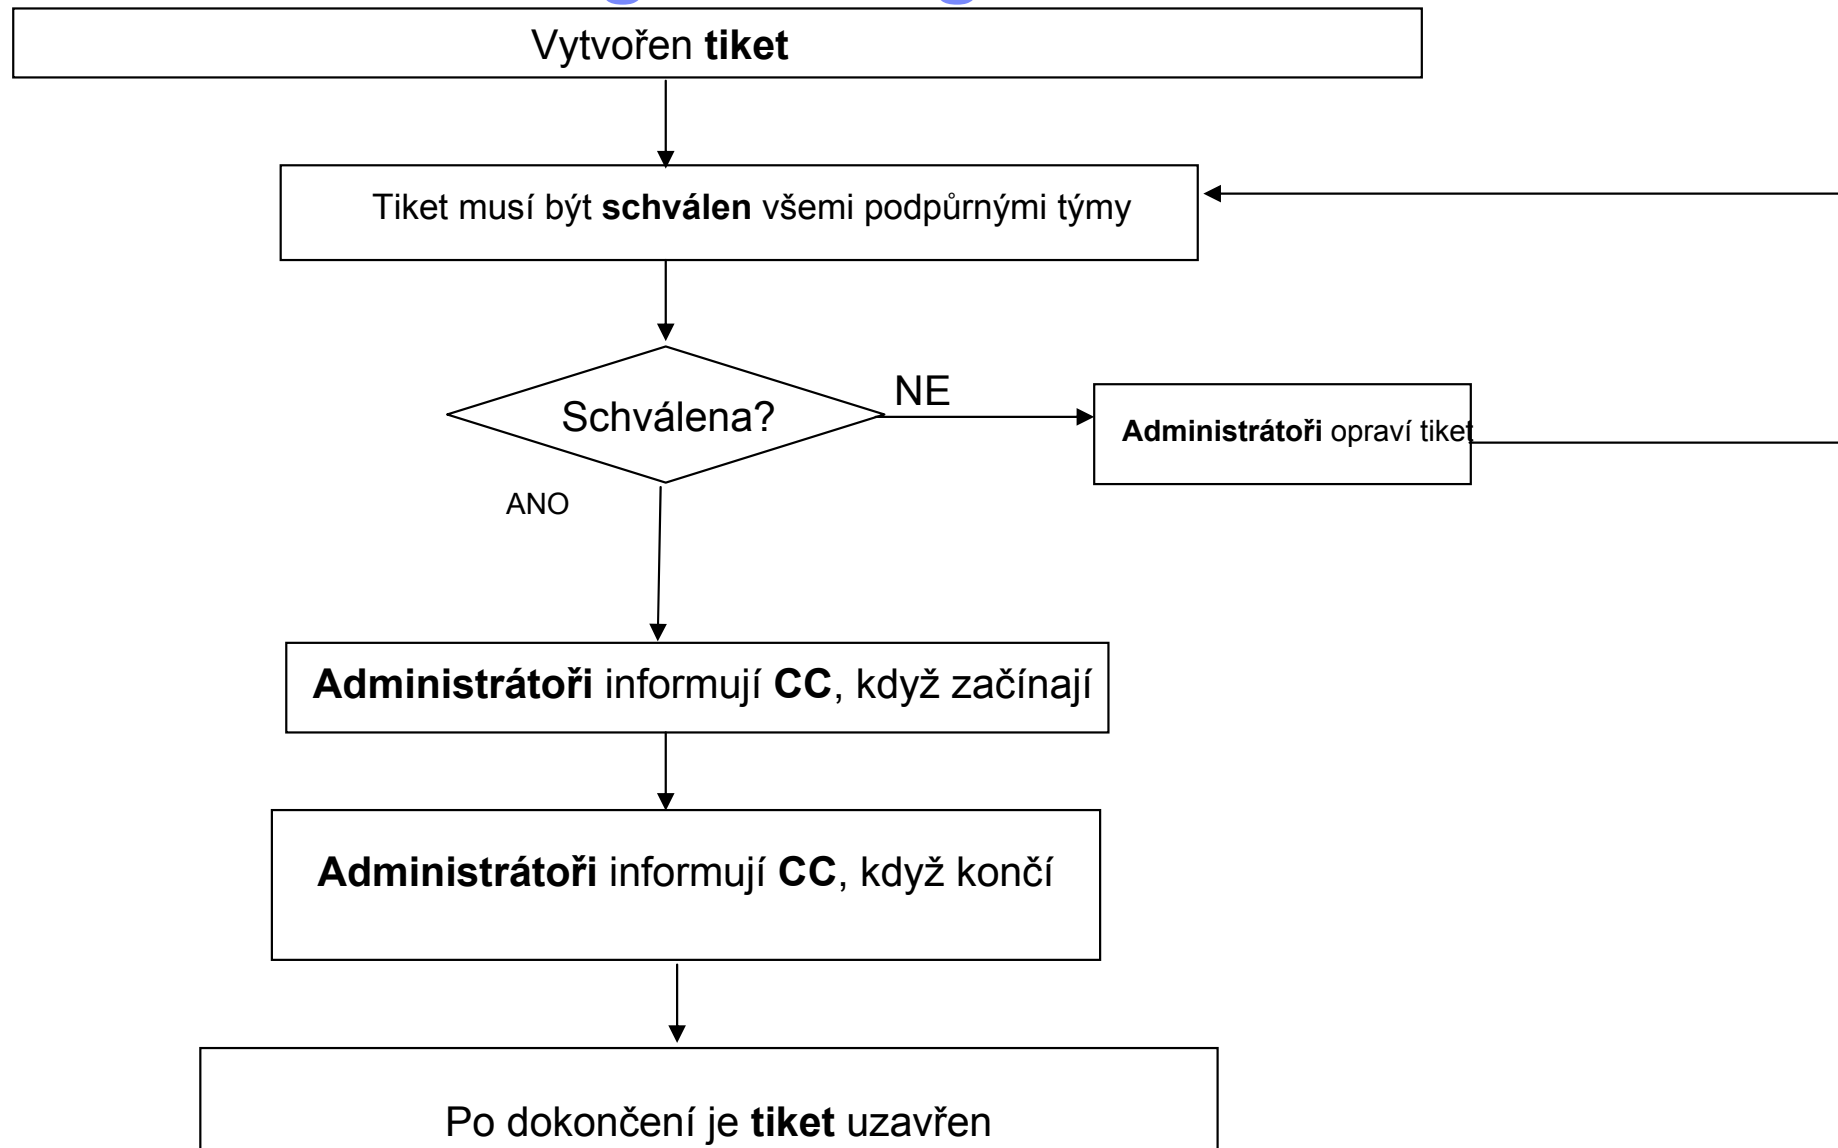 Vytvořen tiket
Tiket musí být schválen všemi podpůrnými týmy
Schválena?
NE
Administrátoři opraví tiket
ANO
Administrátoři informují CC, když začínají
Administrátoři informují CC, když končí
Po dokončení je tiket uzavřen